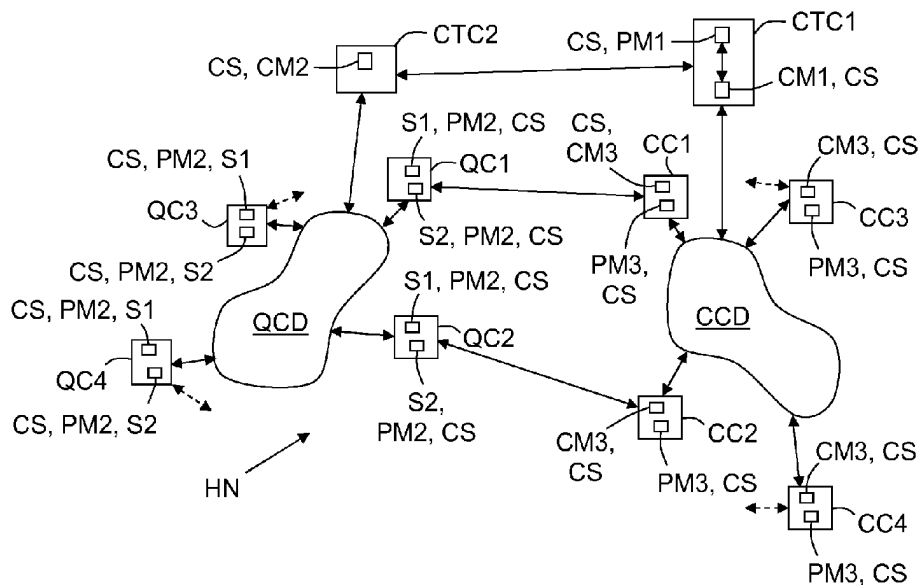 CTC2
CTC1
CS, PM1
CS, CM2
CM1, CS
S1, PM2, CS
CS,
CM3
CC1
CM3, CS
CS, PM2, S1
QC1
QC3
CC3
S2, PM2, CS
PM3,
CS
PM3, CS
CS, PM2, S2
S1, PM2, CS
CS, PM2, S1
QCD
QC2
CCD
QC4
S2,
PM2, CS
CS, PM2, S2
CM3,
CS
CC2
CM3, CS
HN
PM3, CS
CC4
PM3, CS